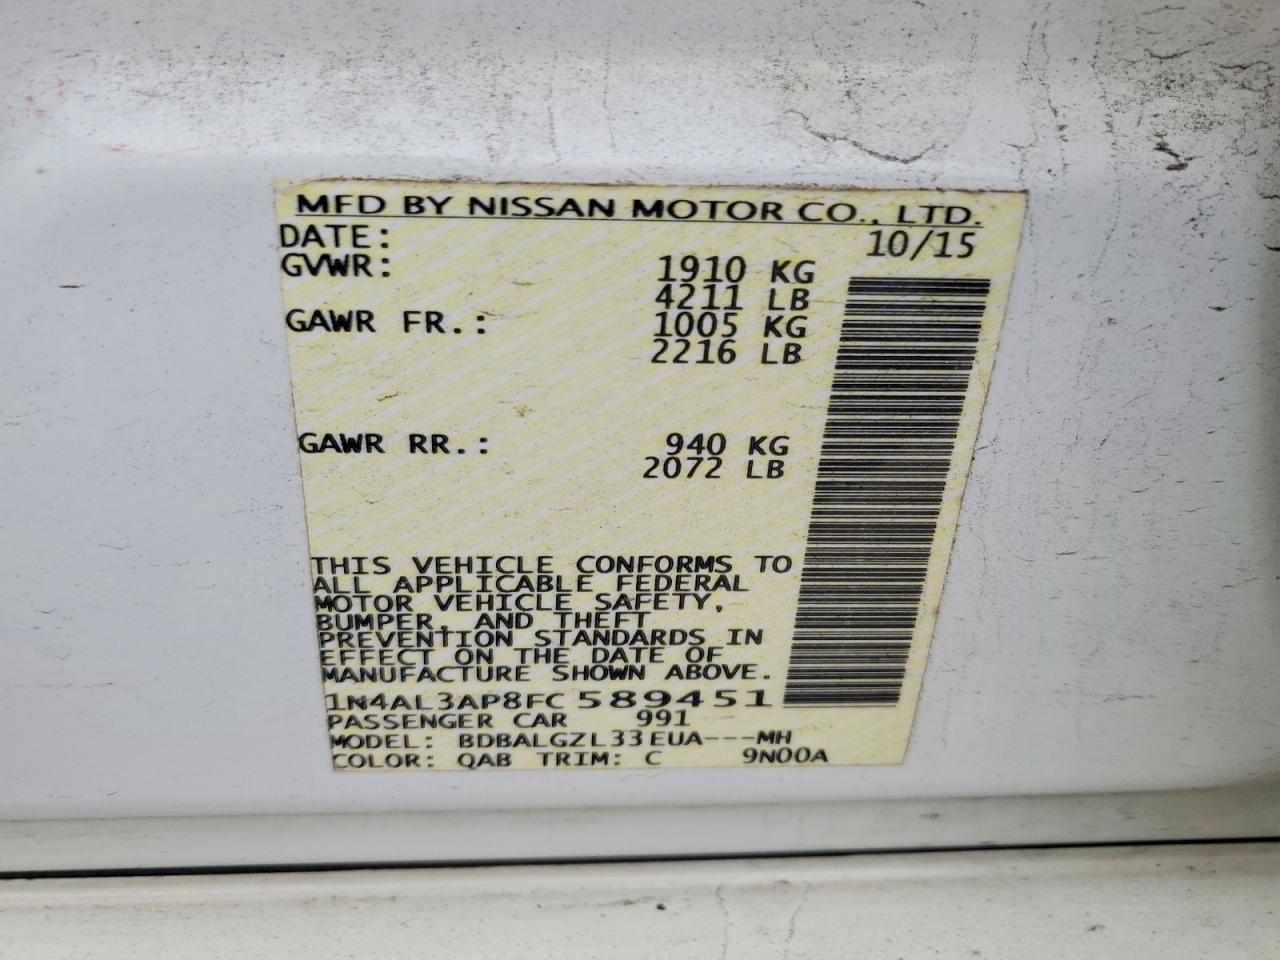 MFD BY NISSAN MOTOR CO., LTD.
DATE: 10/15
GVWR: 1910 KG
4211 LB
GAWR FR.: 1005 KG
2216 LB
GAWR RR.: 940 KG
2072 LB
THIS VEHICLE CONFORMS TO
ALL APPLICABLE FEDERAL
MOTOR VEHICLE SAFETY,
BUMPER, AND THEFT
PREVENTION STANDARDS IN
EFFECT ON THE DATE OF
MANUFACTURE SHOWN ABOVE.
1N4AL3AP8FC589451
PASSENGER CAR 991
MODEL: BDBALGZL33EUA---MH
COLOR: QAB TRIM: C 9N00A